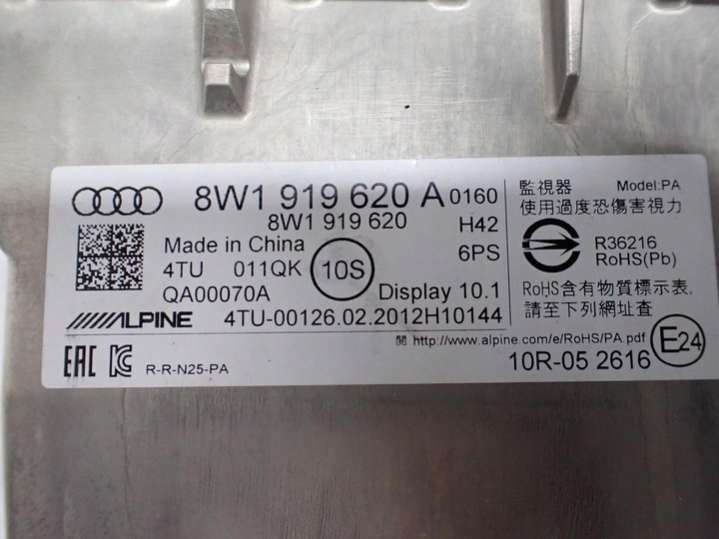 8W1 919 620 A 0160
8W1 919 620 H42
Made in China 6PS
4TU 011QK 10S
QA00070A Display 10.1
ALPINE 4TU-00126.02.2012H10144
EAC R-R-N25-PA
監視器 Model:PA
使用過度恐傷害視力
R36216
RoHS(Pb)
RoHS含有物質標示表,
請至下列網址查
閱 http://www.alpine.com/e/RoHS/PA.pdf
10R-05 2616 E24